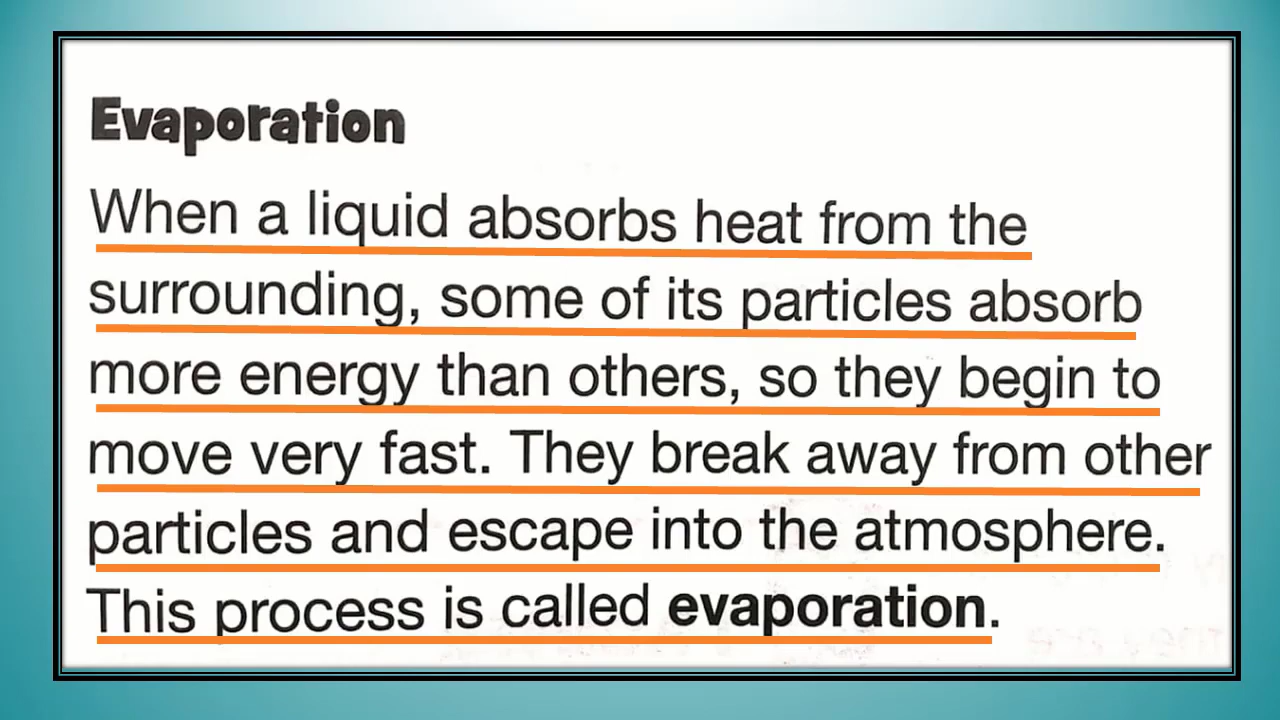 Evaporation
When a liquid absorbs heat from the
surrounding, some of its particles absorb
more energy than others, so they begin to
move very fast. They break away from other
particles and escape into the atmosphere.
This process is called evaporation.